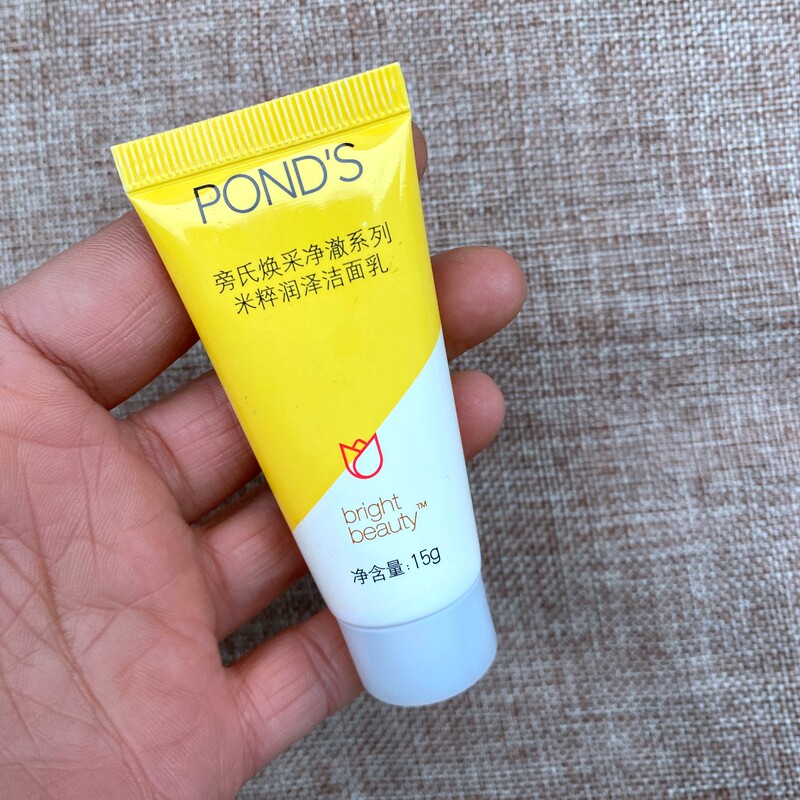 POND'S
旁氏焕采净澈系列
米粹润泽洁面乳
bright
beauty™
净含量:15g